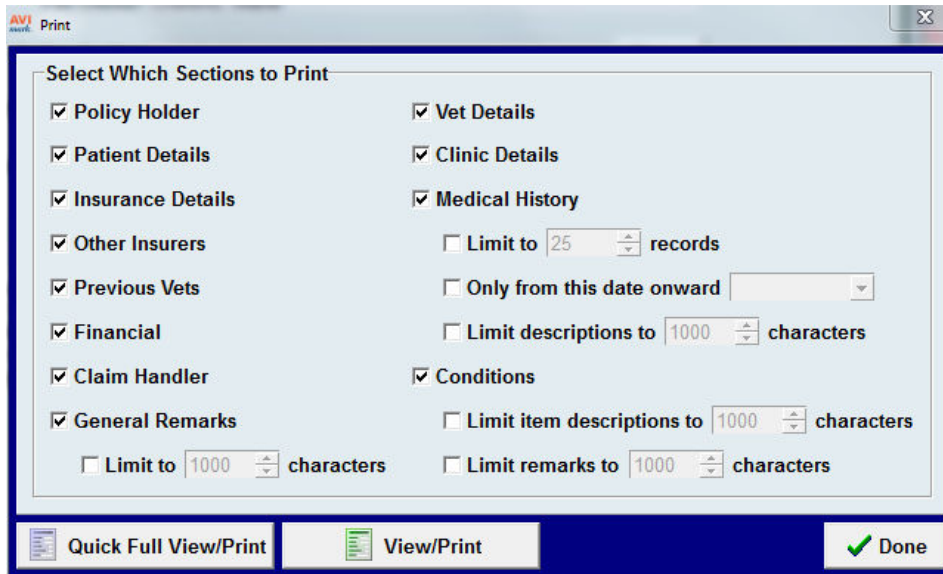 AVI
mark
Print
Select Which Sections to Print
Policy Holder
Patient Details
Insurance Details
Other Insurers
Previous Vets
Financial
Claim Handler
General Remarks
Limit to 1000 characters
Vet Details
Clinic Details
Medical History
Limit to 25 records
Only from this date onward
Limit descriptions to 1000 characters
Conditions
Limit item descriptions to 1000 characters
Limit remarks to 1000 characters
Quick Full View/Print
View/Print
Done